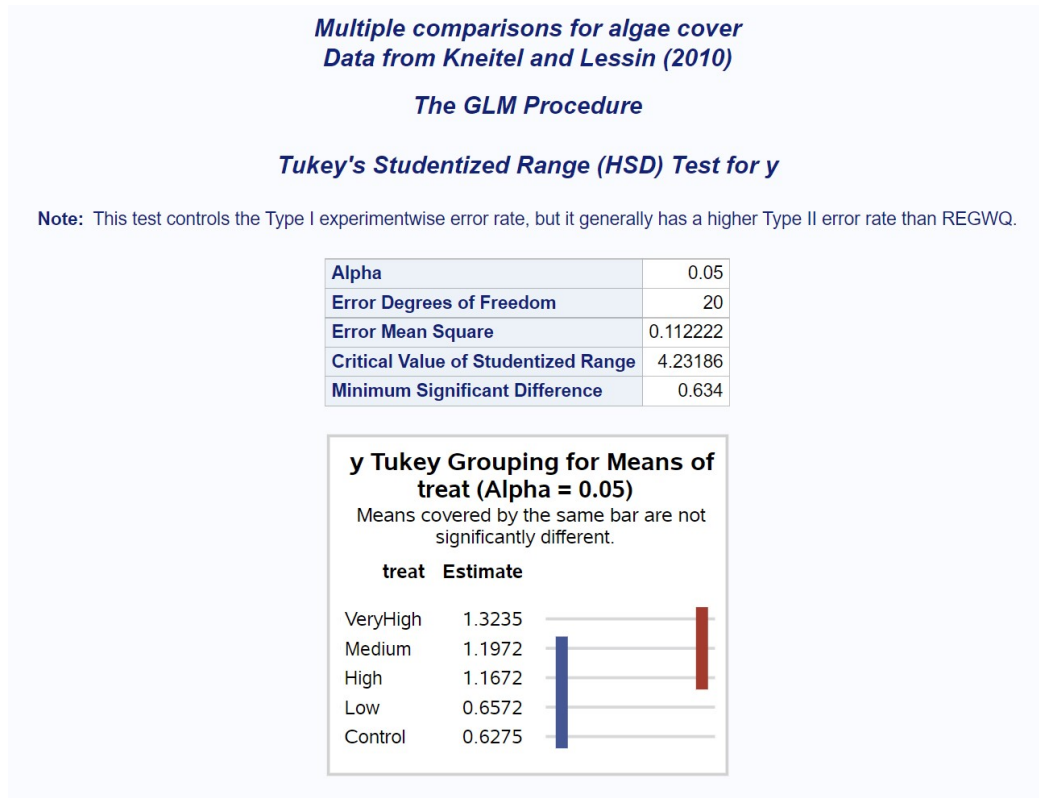 Multiple comparisons for algae cover
Data from Kneitel and Lessin (2010)
The GLM Procedure
Tukey's Studentized Range (HSD) Test for y
Note: This test controls the Type I experimentwise error rate, but it generally has a higher Type II error rate than REGWQ.
Alpha 0.05
Error Degrees of Freedom 20
Error Mean Square 0.112222
Critical Value of Studentized Range 4.23186
Minimum Significant Difference 0.634
y Tukey Grouping for Means of
treat (Alpha = 0.05)
Means covered by the same bar are not
significantly different.
treat Estimate
VeryHigh 1.3235
Medium 1.1972
High 1.1672
Low 0.6572
Control 0.6275